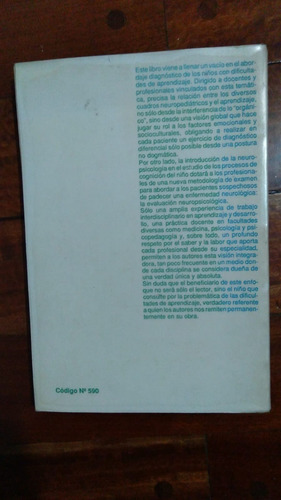 Este libro viene a llenar un vacío en el abor-
daje diagnóstico de los niños con dificulta-
des de aprendizaje. Dirigido a docentes y
profesionales vinculados con esta temáti-
ca, precisa la relación entre los diversos
cuadros neuropediátricos y el aprendizaje,
no sólo desde la interferencia de lo "orgáni-
co", sino desde una visión global que hace
jugar su rol a los factores emocionales y
socioculturales, obligando a realizar en
cada paciente un ejercicio de diagnóstico
diferencial sólo posible desde una postura
no dogmática.
Por otro lado, la introducción de la neuro-
psicología en el estudio de los procesos de
cognición del niño dotará a los profesiona-
les de una nueva metodología de examen
para abordar a los pacientes sospechosos
de padecer una enfermedad neurológica:
la evaluación neuropsicológica.
Sólo una amplia experiencia de trabajo
interdisciplinario en aprendizaje y desarro-
llo, una práctica docente en facultades
diversas como medicina, psicología y psi-
copedagogía y, sobre todo, un profundo
respeto por el saber y la labor que aporta
cada profesional desde su especialidad,
permiten a los autores esta visión integra-
dora, tan poco frecuente en un medio don-
de cada disciplina se considera dueña de
una verdad única y absoluta.
Sin duda que el beneficiario de este enfo-
que no será sólo el lector, sino el niño que
consulte por la problemática de las dificul-
tades de aprendizaje, verdadero referente
a quien los autores nos remiten permanen-
temente en su obra.
Código Nº 590